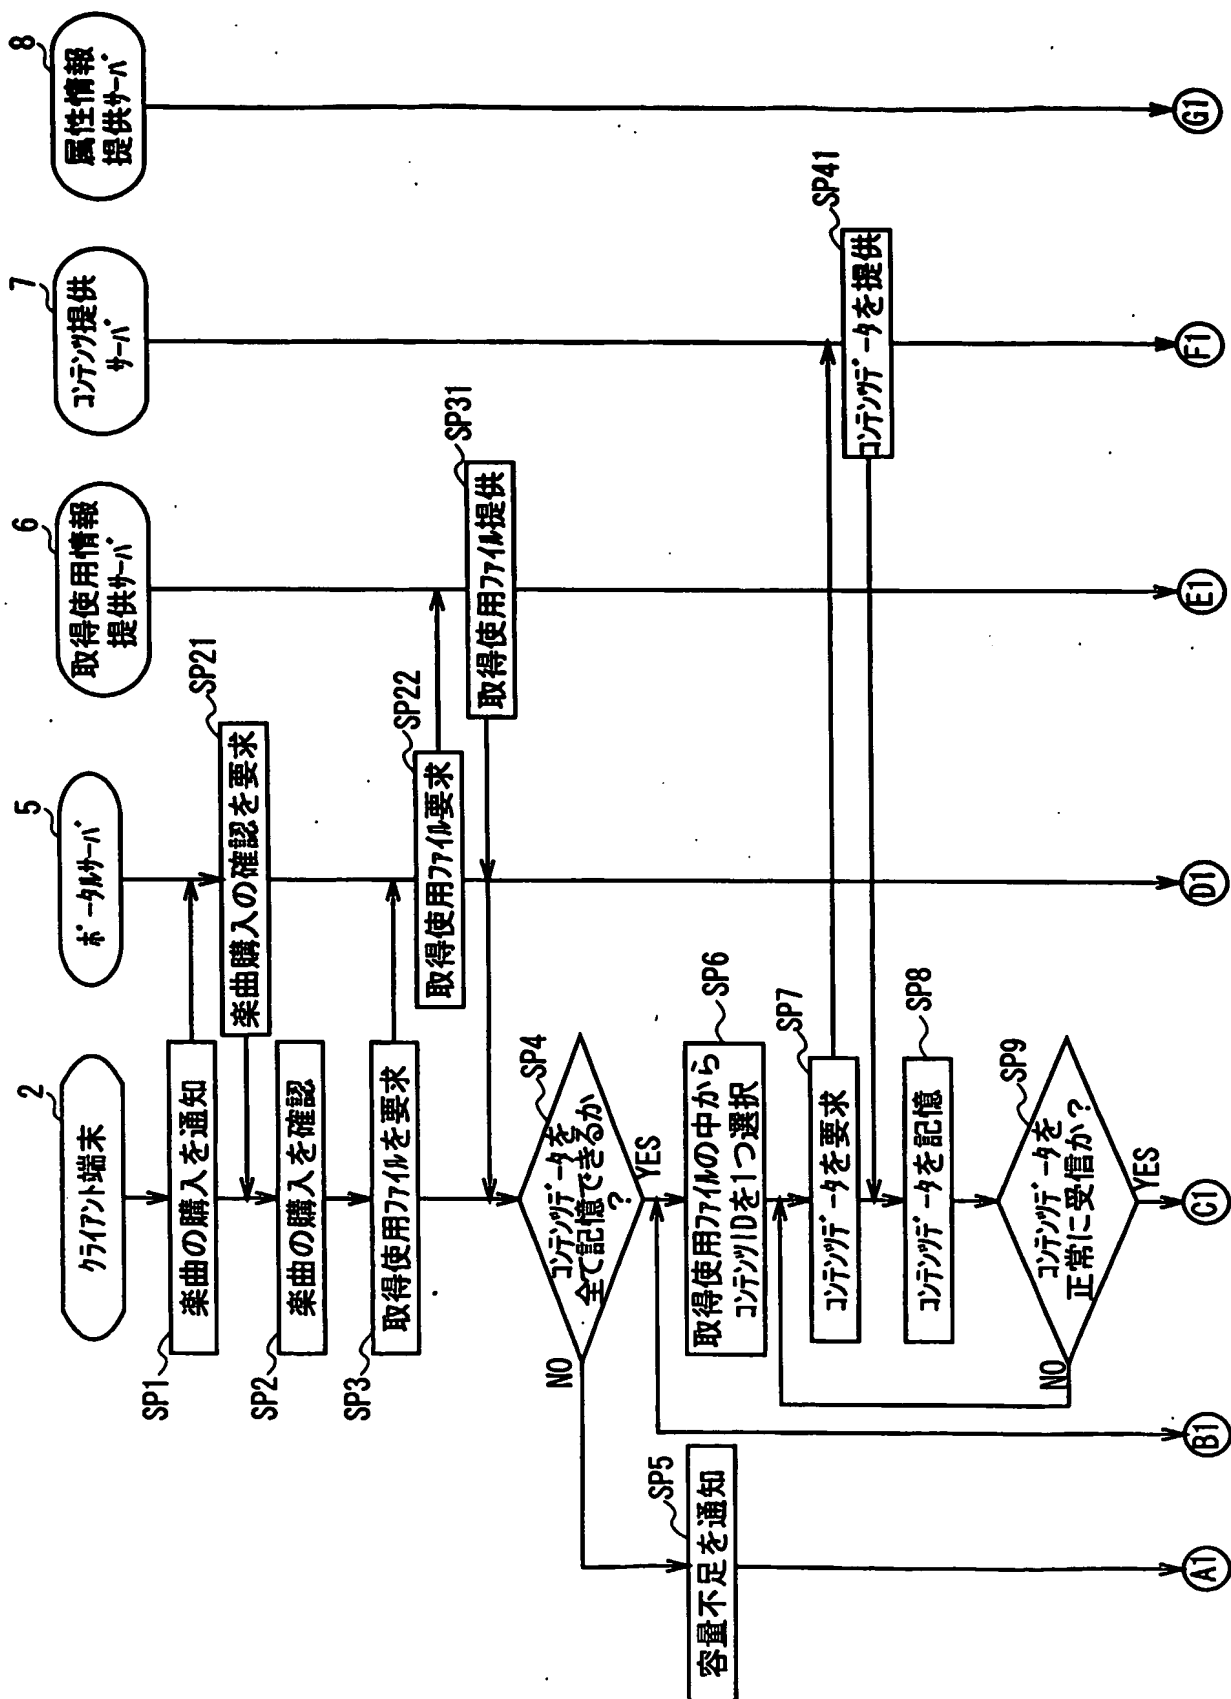 2
クライアント端末
5
ポータルサーバ
6
取得使用情報
提供サーバ
7
コンテンツ提供
サーバ
8
属性情報
提供サーバ
SP1
楽曲の購入を通知
SP21
楽曲購入の確認を要求
SP2
楽曲の購入を確認
SP3
取得使用ファイルを要求
SP22
取得使用ファイル要求
SP31
取得使用ファイル提供
SP4
コンテンツデータを
全て記憶できるか
?
NO
YES
SP5
容量不足を通知
SP6
取得使用ファイルの中から
コンテンツIDを1つ選択
SP7
コンテンツデータを要求
SP41
コンテンツデータを提供
SP8
コンテンツデータを記憶
SP9
コンテンツデータを
正常に受信か?
NO
YES
A1
B1
C1
D1
E1
F1
G1